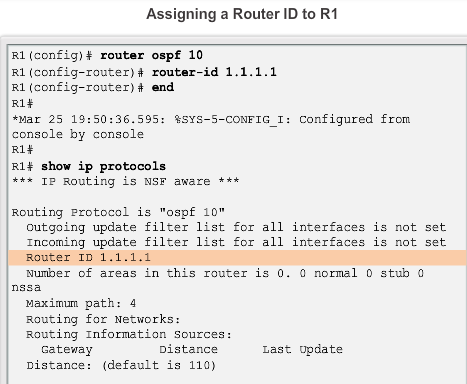 Assigning a Router ID to R1
R1(config)# router ospf 10
R1(config-router)# router-id 1.1.1.1
R1(config-router)# end
R1#
*Mar 25 19:50:36.595: %SYS-5-CONFIG_I: Configured from
console by console
R1#
R1# show ip protocols
*** IP Routing is NSF aware ***
Routing Protocol is "ospf 10"
Outgoing update filter list for all interfaces is not set
Incoming update filter list for all interfaces is not set
Router ID 1.1.1.1
Number of areas in this router is 0. 0 normal 0 stub 0
nssa
Maximum path: 4
Routing for Networks:
Routing Information Sources:
Gateway Distance Last Update
Distance: (default is 110)